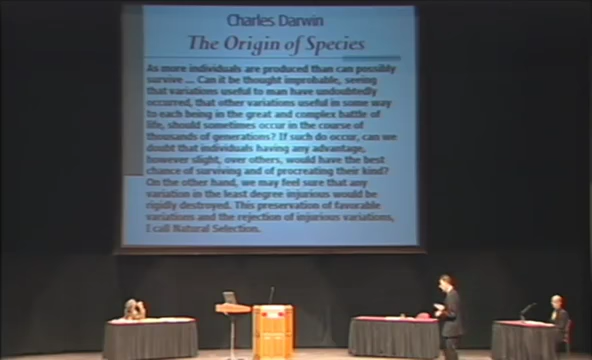 Charles Darwin
The Origin of Species
As more individuals are produced than can possibly
survive ... Can it be thought improbable, seeing
that variations useful to man have undoubtedly
occurred, that other variations useful in some way
to each being in the great and complex battle of
life, should sometimes occur in the course of
thousands of generations? If such do occur, can we
doubt that individuals having any advantage,
however slight, over others, would have the best
chance of surviving and of procreating their kind?
On the other hand, we may feel sure that any
variation in the least degree injurious would be
rigidly destroyed. This preservation of favorable
variations and the rejection of injurious variations,
I call Natural Selection.